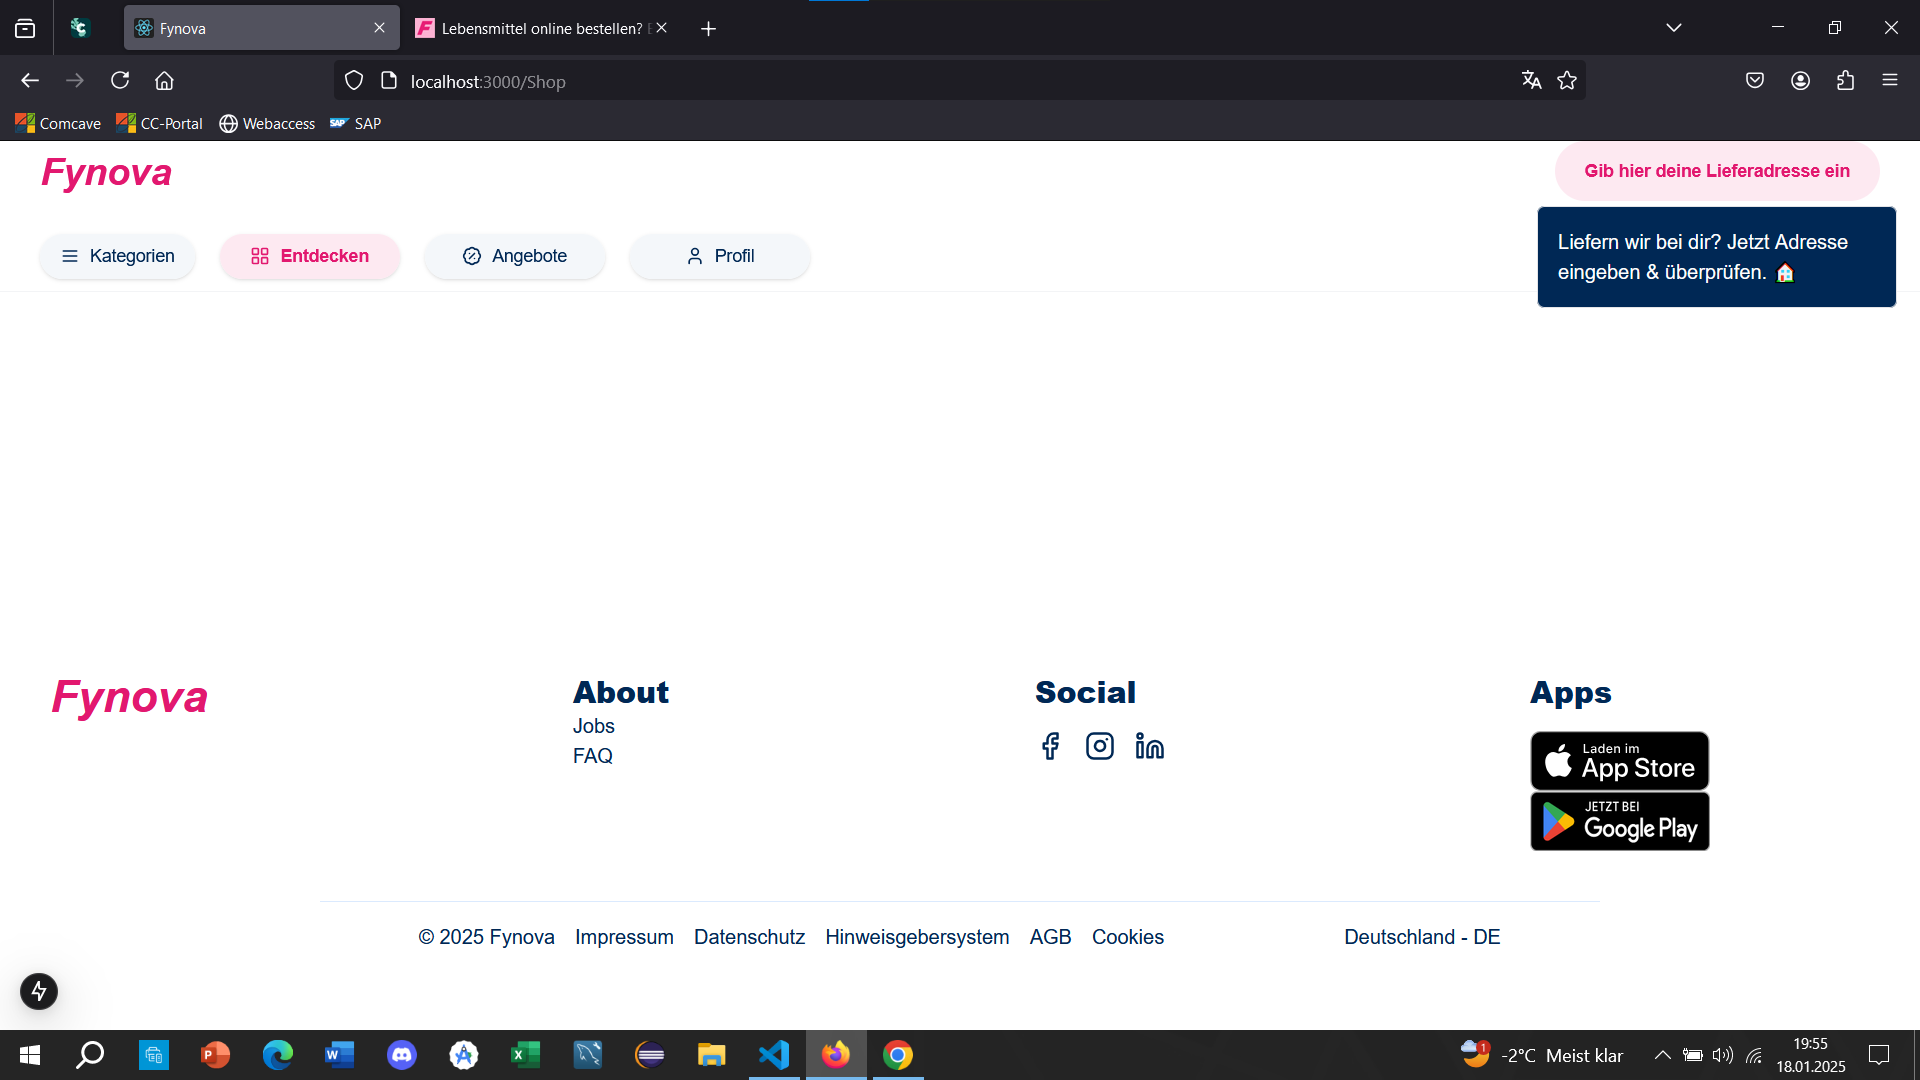 Fynova
Lebensmittel online bestellen?
localhost:3000/Shop
Comcave
CC-Portal
Webaccess
SAP
Fynova
Gib hier deine Lieferadresse ein
Kategorien
Entdecken
Angebote
Profil
Liefern wir bei dir? Jetzt Adresse
eingeben & überprüfen.
Fynova
About
Jobs
FAQ
Social
Apps
Laden im
App Store
JETZT BEI
Google Play
© 2025 Fynova
Impressum
Datenschutz
Hinweisgebersystem
AGB
Cookies
Deutschland - DE
1
-2°C Meist klar
19:55
18.01.2025